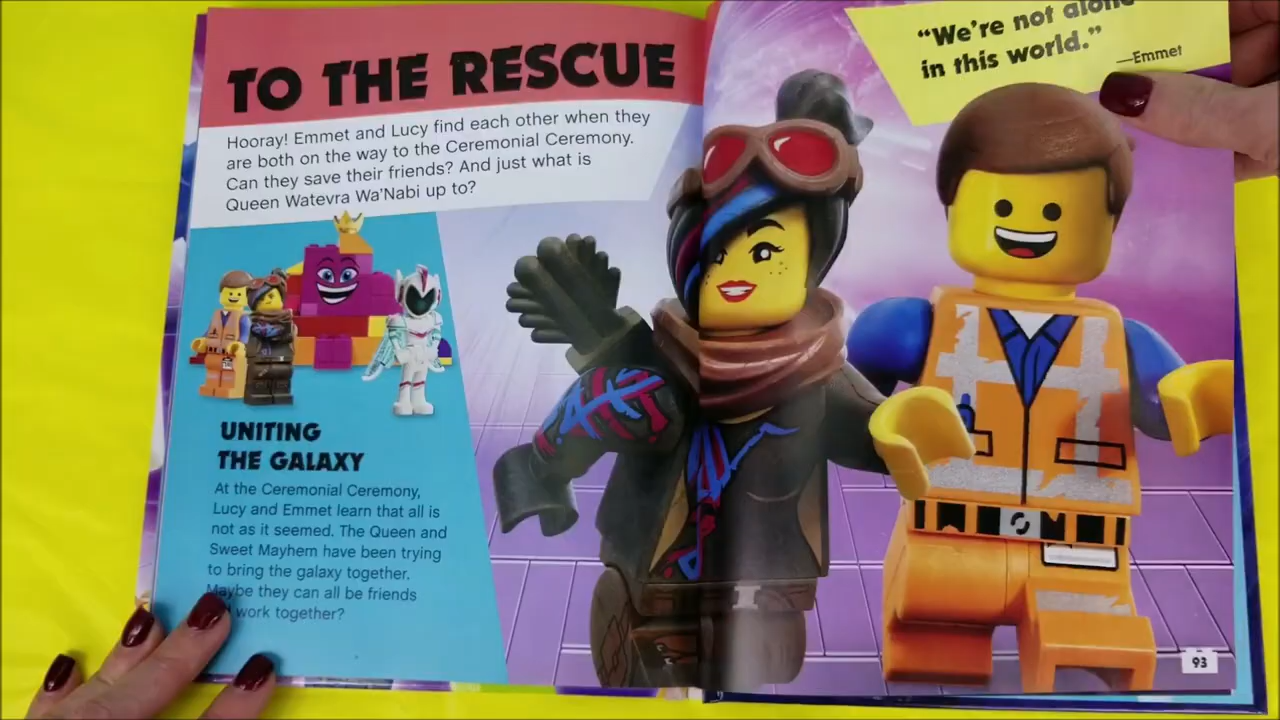 TO THE RESCUE
Hooray! Emmet and Lucy find each other when they
are both on the way to the Ceremonial Ceremony.
Can they save their friends? And just what is
Queen Watevra Wa'Nabi up to?
UNITING
THE GALAXY
At the Ceremonial Ceremony,
Lucy and Emmet learn that all is
not as it seemed. The Queen and
Sweet Mayhem have been trying
to bring the galaxy together.
Maybe they can all be friends
work together?
“We're not alone
in this world.”
—Emmet
93